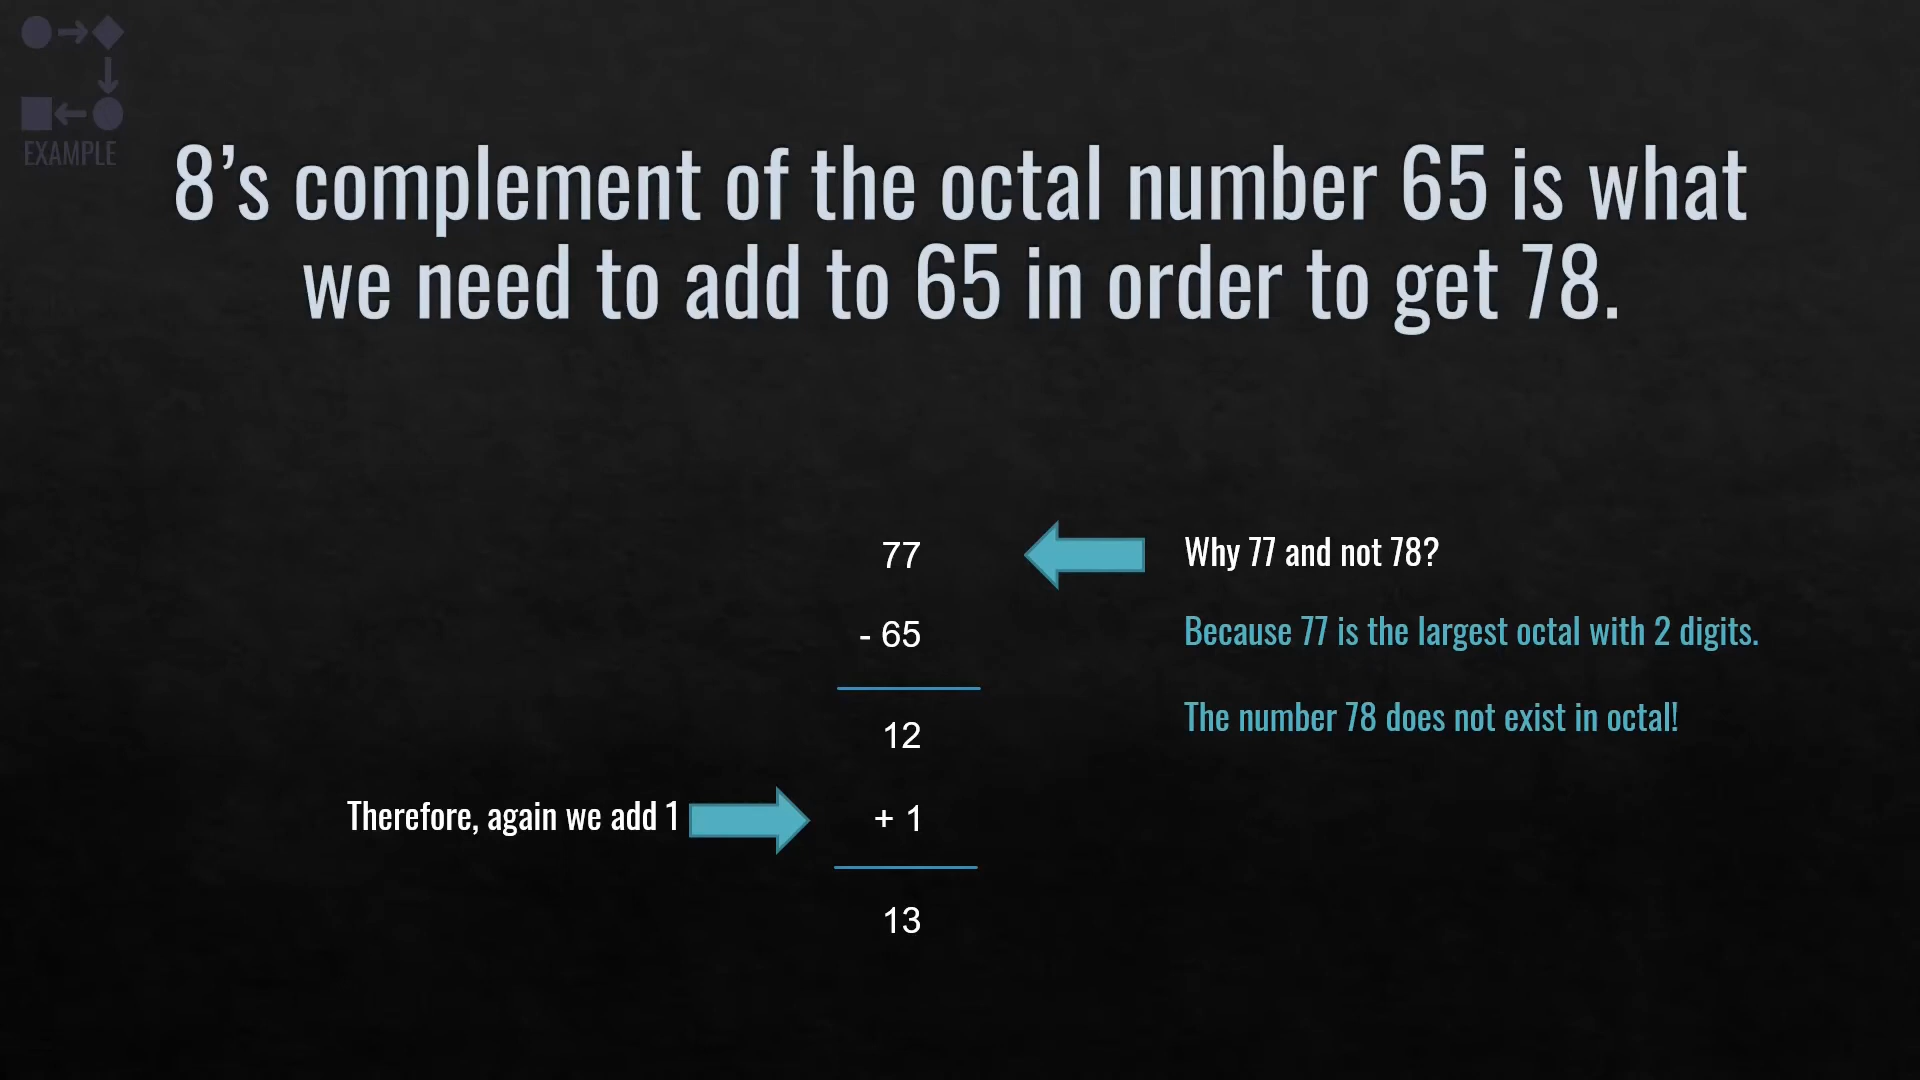 EXAMPLE
8’s complement of the octal number 65 is what
we need to add to 65 in order to get 78.
77
Why 77 and not 78?
- 65
Because 77 is the largest octal with 2 digits.
12
The number 78 does not exist in octal!
Therefore, again we add 1
+ 1
13